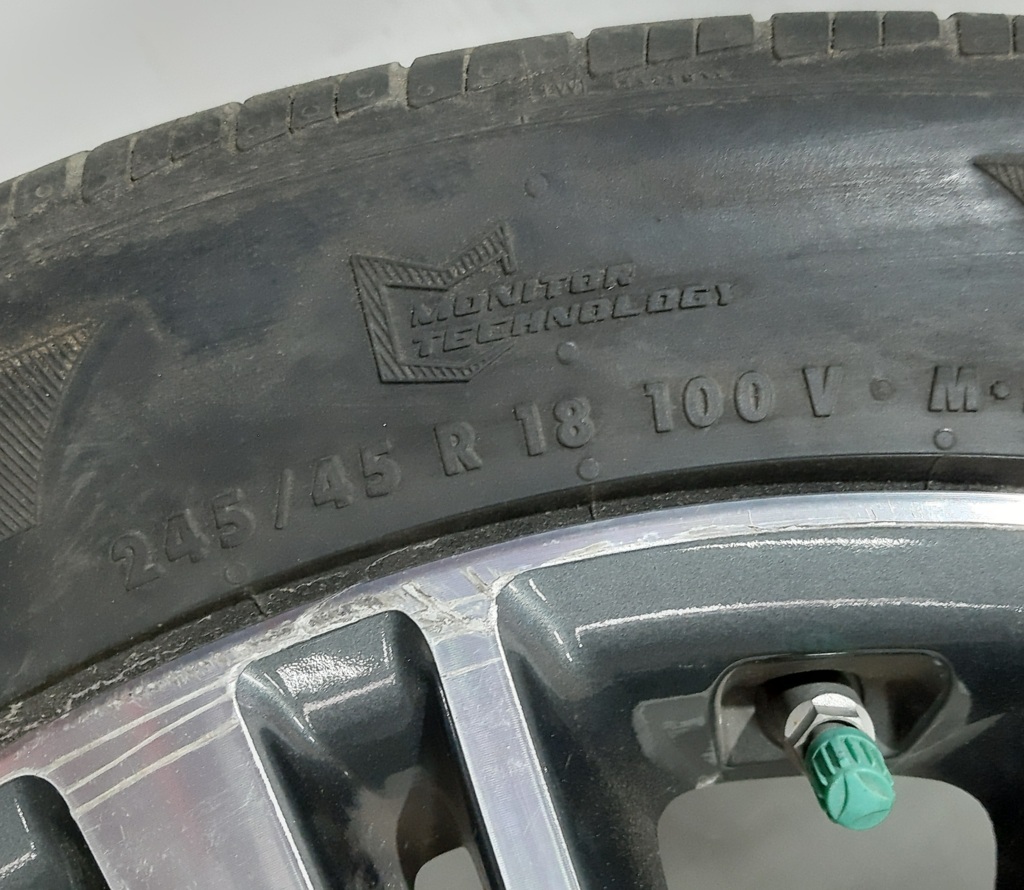 MONITOR
TECHNOLOGY
245/45 R 18 100 V • M•